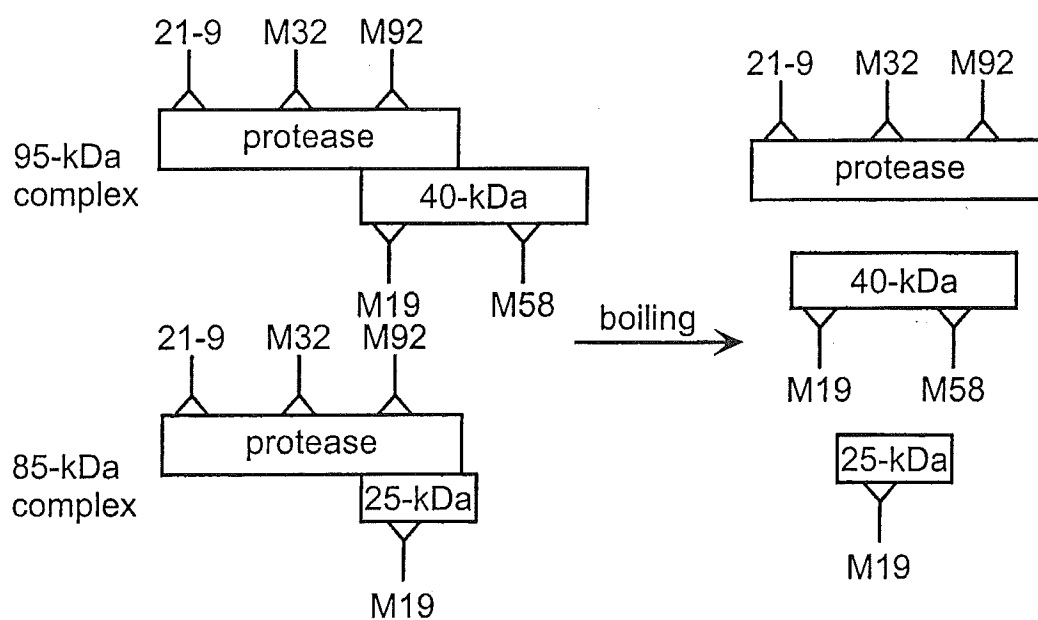 21-9 M32 M92
95-kDa
complex
protease
40-kDa
M19 M58
21-9 M32 M92
85-kDa
complex
protease
25-kDa
M19
boiling
21-9 M32 M92
protease
40-kDa
M19 M58
25-kDa
M19